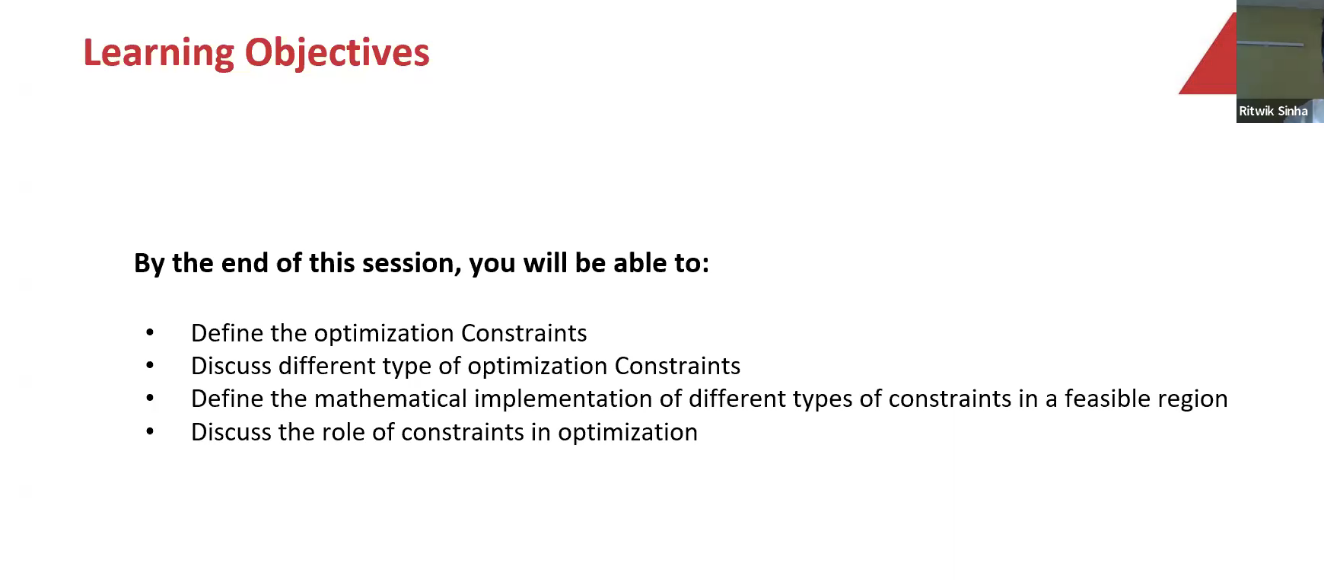 Learning Objectives
Ritwik Sinha
By the end of this session, you will be able to:
• Define the optimization Constraints
• Discuss different type of optimization Constraints
• Define the mathematical implementation of different types of constraints in a feasible region
• Discuss the role of constraints in optimization